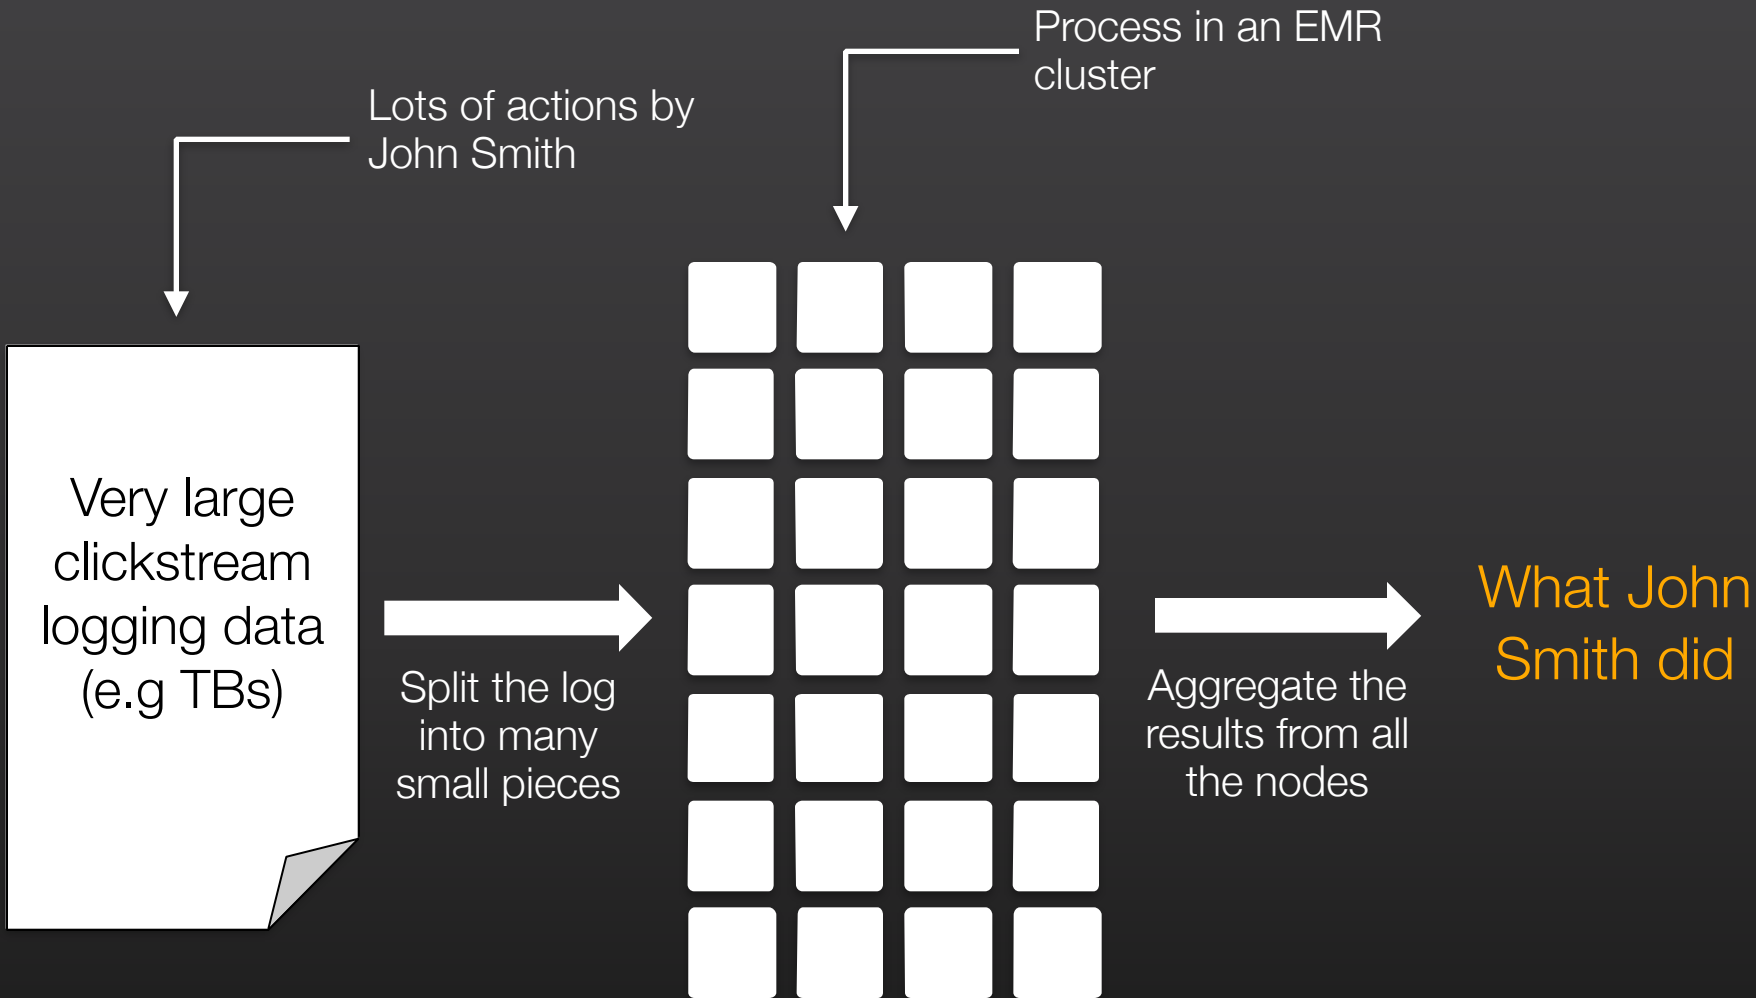 Process in an EMR
cluster
Lots of actions by
John Smith
Very large
clickstream
logging data
(e.g TBs)
Split the log
into many
small pieces
Aggregate the
results from all
the nodes
What John
Smith did